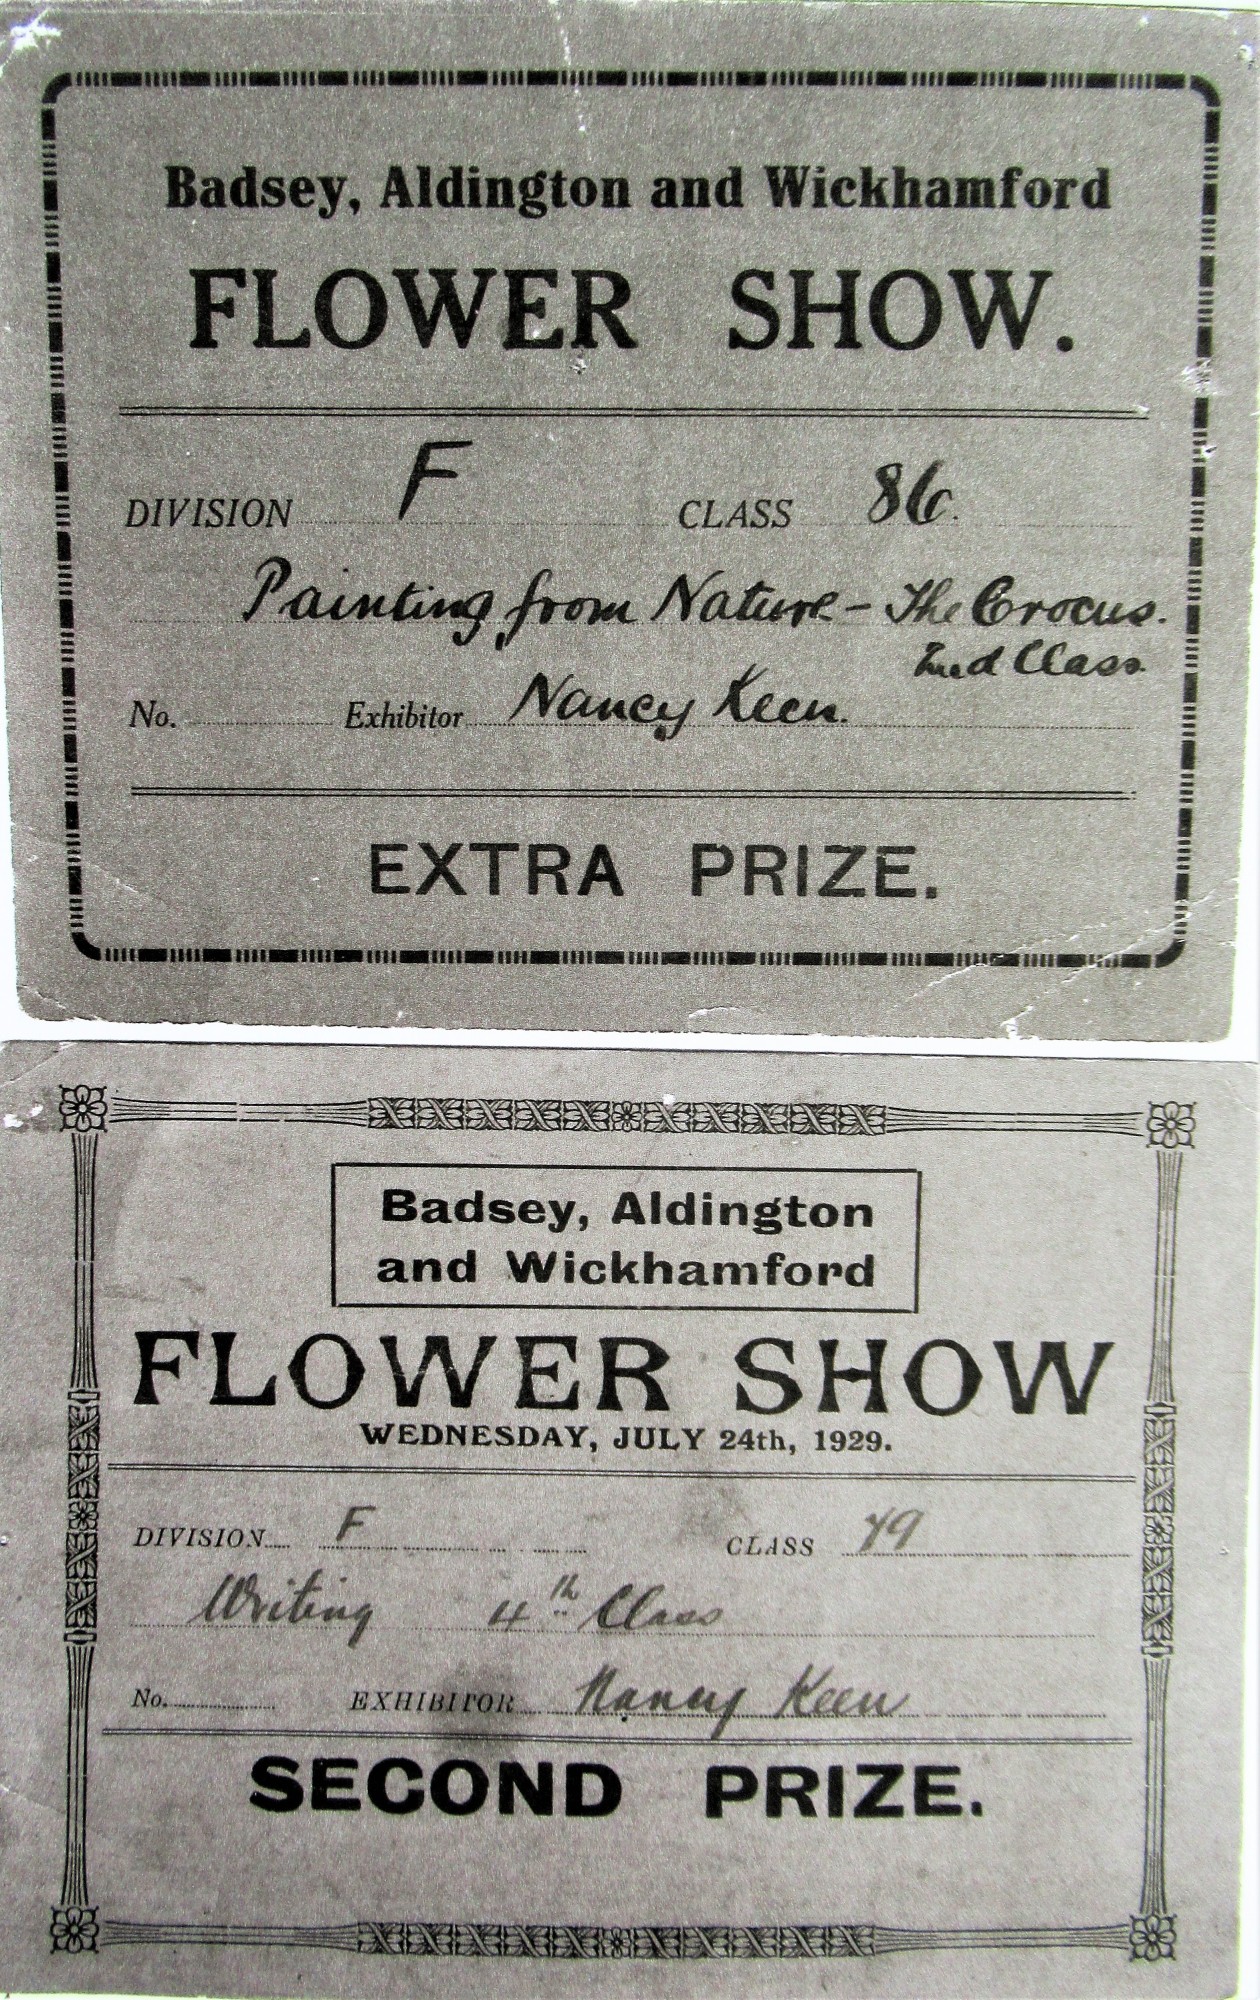 Badsey, Aldington and Wickhamford
FLOWER SHOW.
DIVISION F CLASS 86.
Painting from Nature - The Crocus.
2nd Class.
No. Exhibitor Nancy Keen.
EXTRA PRIZE.
Badsey, Aldington
and Wickhamford
FLOWER SHOW
WEDNESDAY, JULY 24th, 1929.
DIVISION F CLASS 79
Writing 4th Class
No. EXHIBITOR Nancy Keen
SECOND PRIZE.